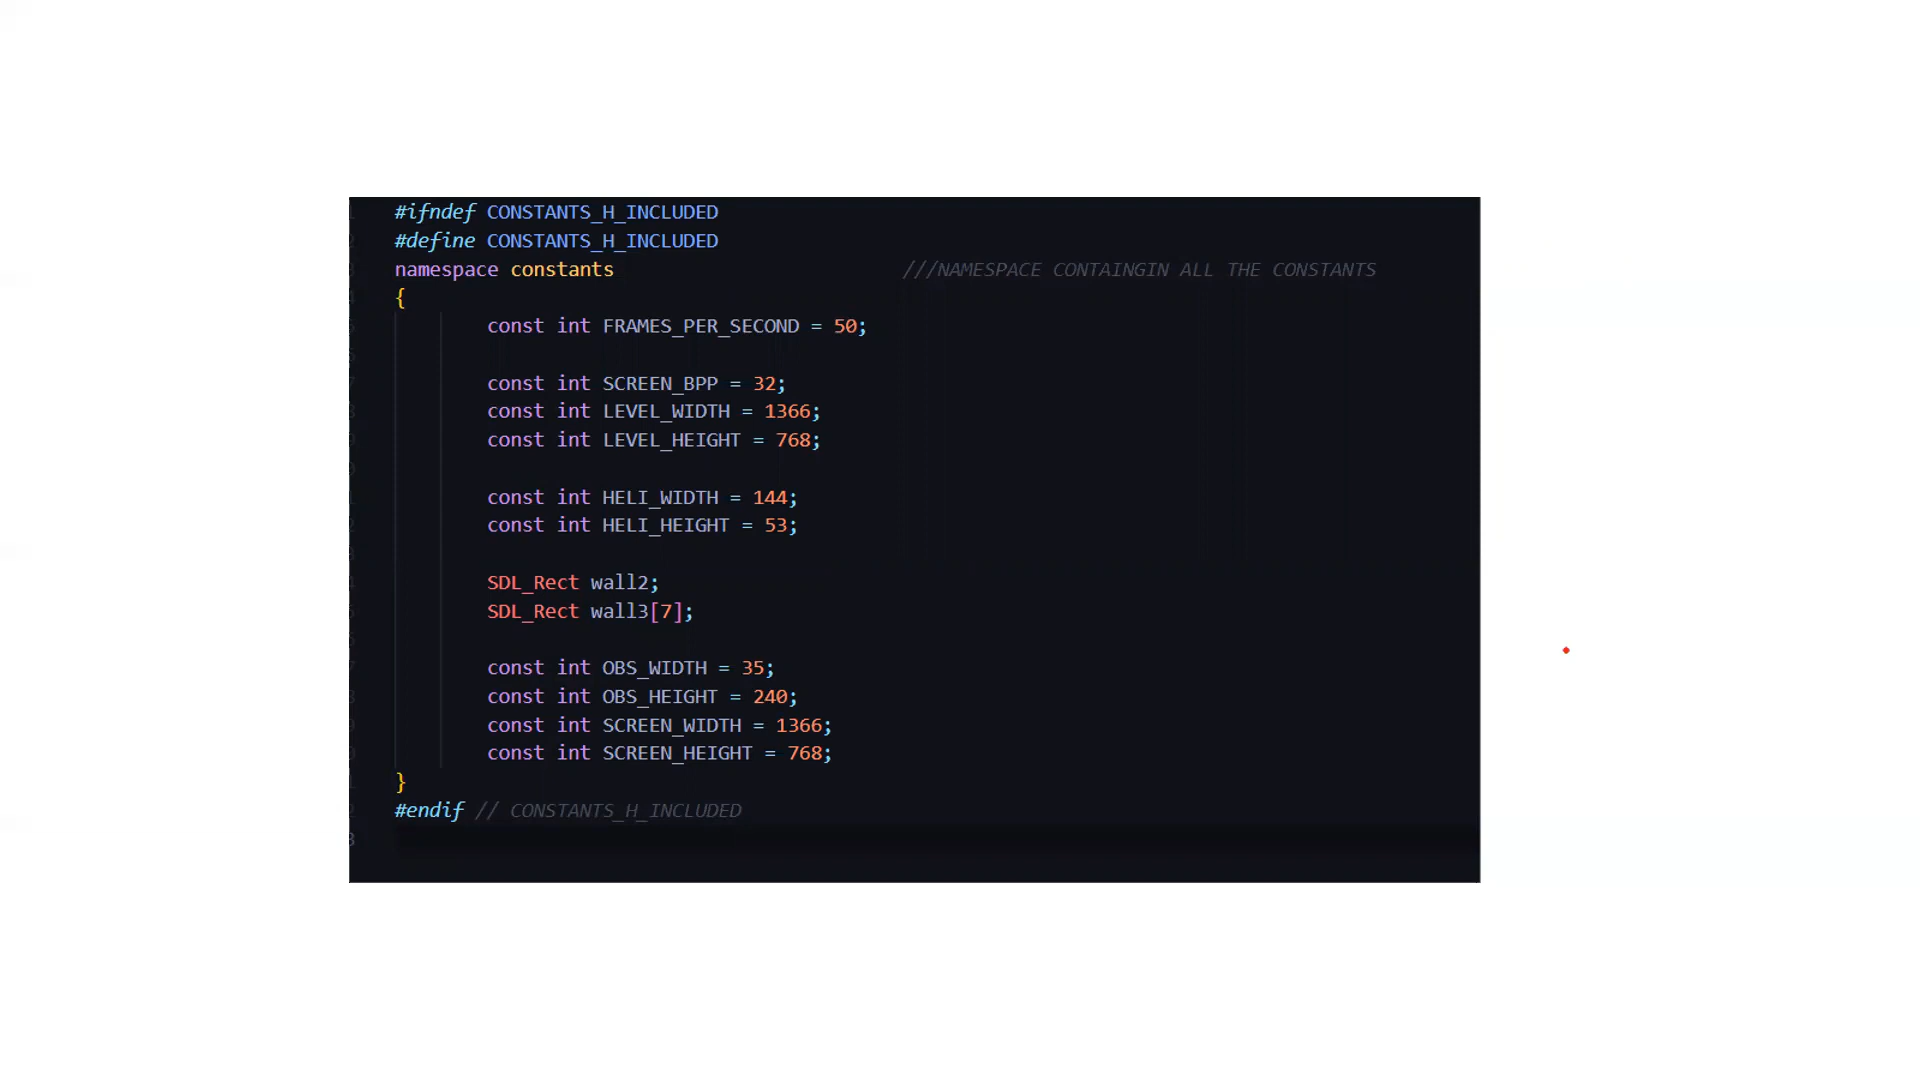 #ifndef CONSTANTS_H_INCLUDED
#define CONSTANTS_H_INCLUDED
namespace constants ///NAMESPACE CONTAINGIN ALL THE CONSTANTS
{
const int FRAMES_PER_SECOND = 50;
const int SCREEN_BPP = 32;
const int LEVEL_WIDTH = 1366;
const int LEVEL_HEIGHT = 768;
const int HELI_WIDTH = 144;
const int HELI_HEIGHT = 53;
SDL_Rect wall2;
SDL_Rect wall3[7];
const int OBS_WIDTH = 35;
const int OBS_HEIGHT = 240;
const int SCREEN_WIDTH = 1366;
const int SCREEN_HEIGHT = 768;
}
#endif // CONSTANTS_H_INCLUDED